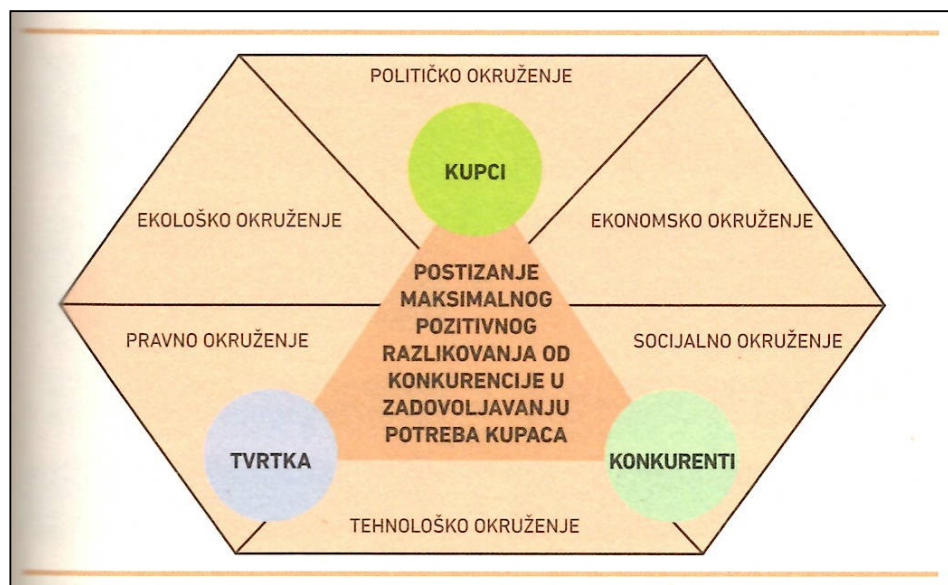 POLITIČKO OKRUŽENJE
KUPCI
EKOLOŠKO OKRUŽENJE
EKONOMSKO OKRUŽENJE
POSTIZANJE
MAKSIMALNOG
POZITIVNOG
RAZLIKOVANJA OD
KONKURENCIJE U
ZADOVOLJAVANJU
POTREBA KUPACA
PRAVNO OKRUŽENJE
SOCIJALNO OKRUŽENJE
TVRTKA
KONKURENTI
TEHNOLOŠKO OKRUŽENJE